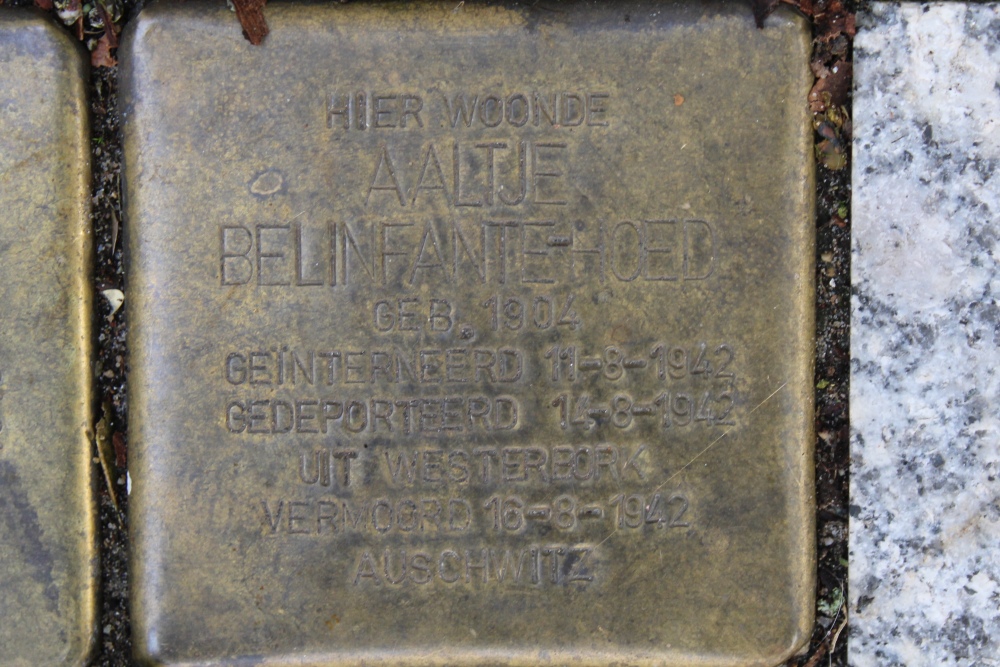 HIER WOONDE
AALTJE
BELINFANTE-HOED
GEB. 1904
GEÏNTERNEERD 11-8-1942
GEDEPORTEERD 14-8-1942
UIT WESTERBORK
VERMOORD 16-8-1942
AUSCHWITZ